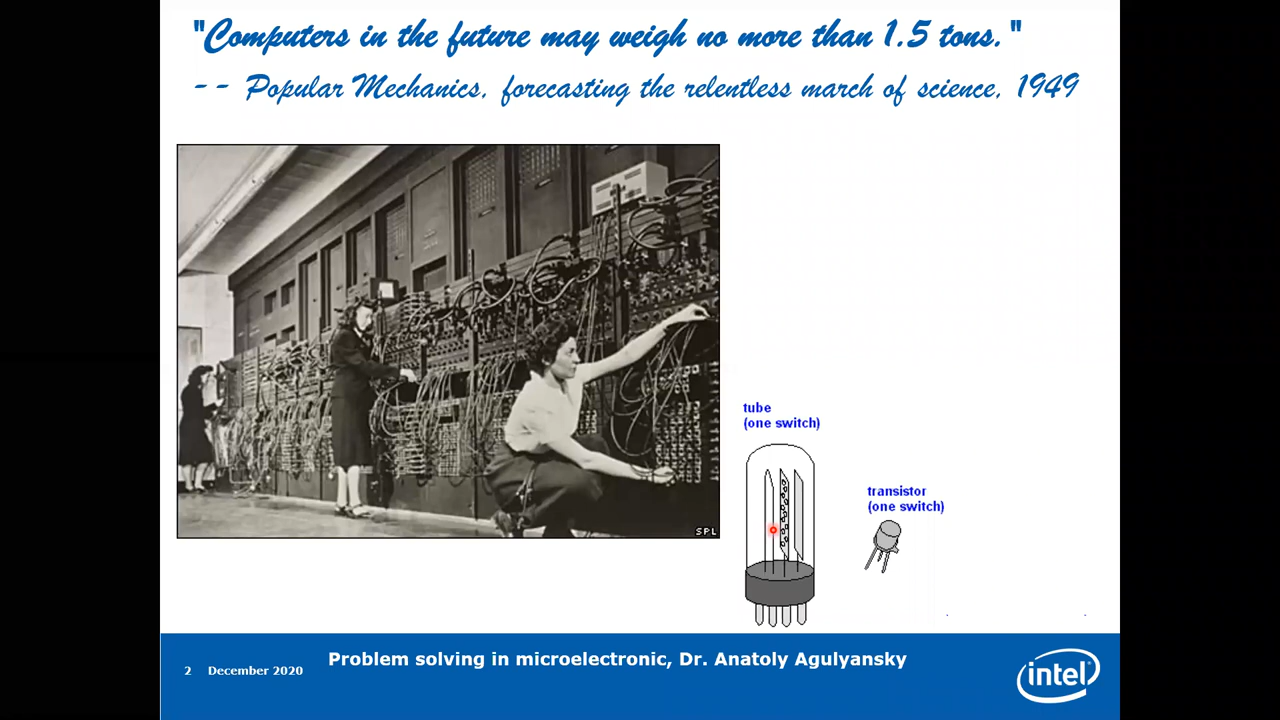 "Computers in the future may weigh no more than 1.5 tons."
-- Popular Mechanics, forecasting the relentless march of science, 1949
SPL
tube
(one switch)
transistor
(one switch)
2 December 2020
Problem solving in microelectronic, Dr. Anatoly Agulyansky
intel